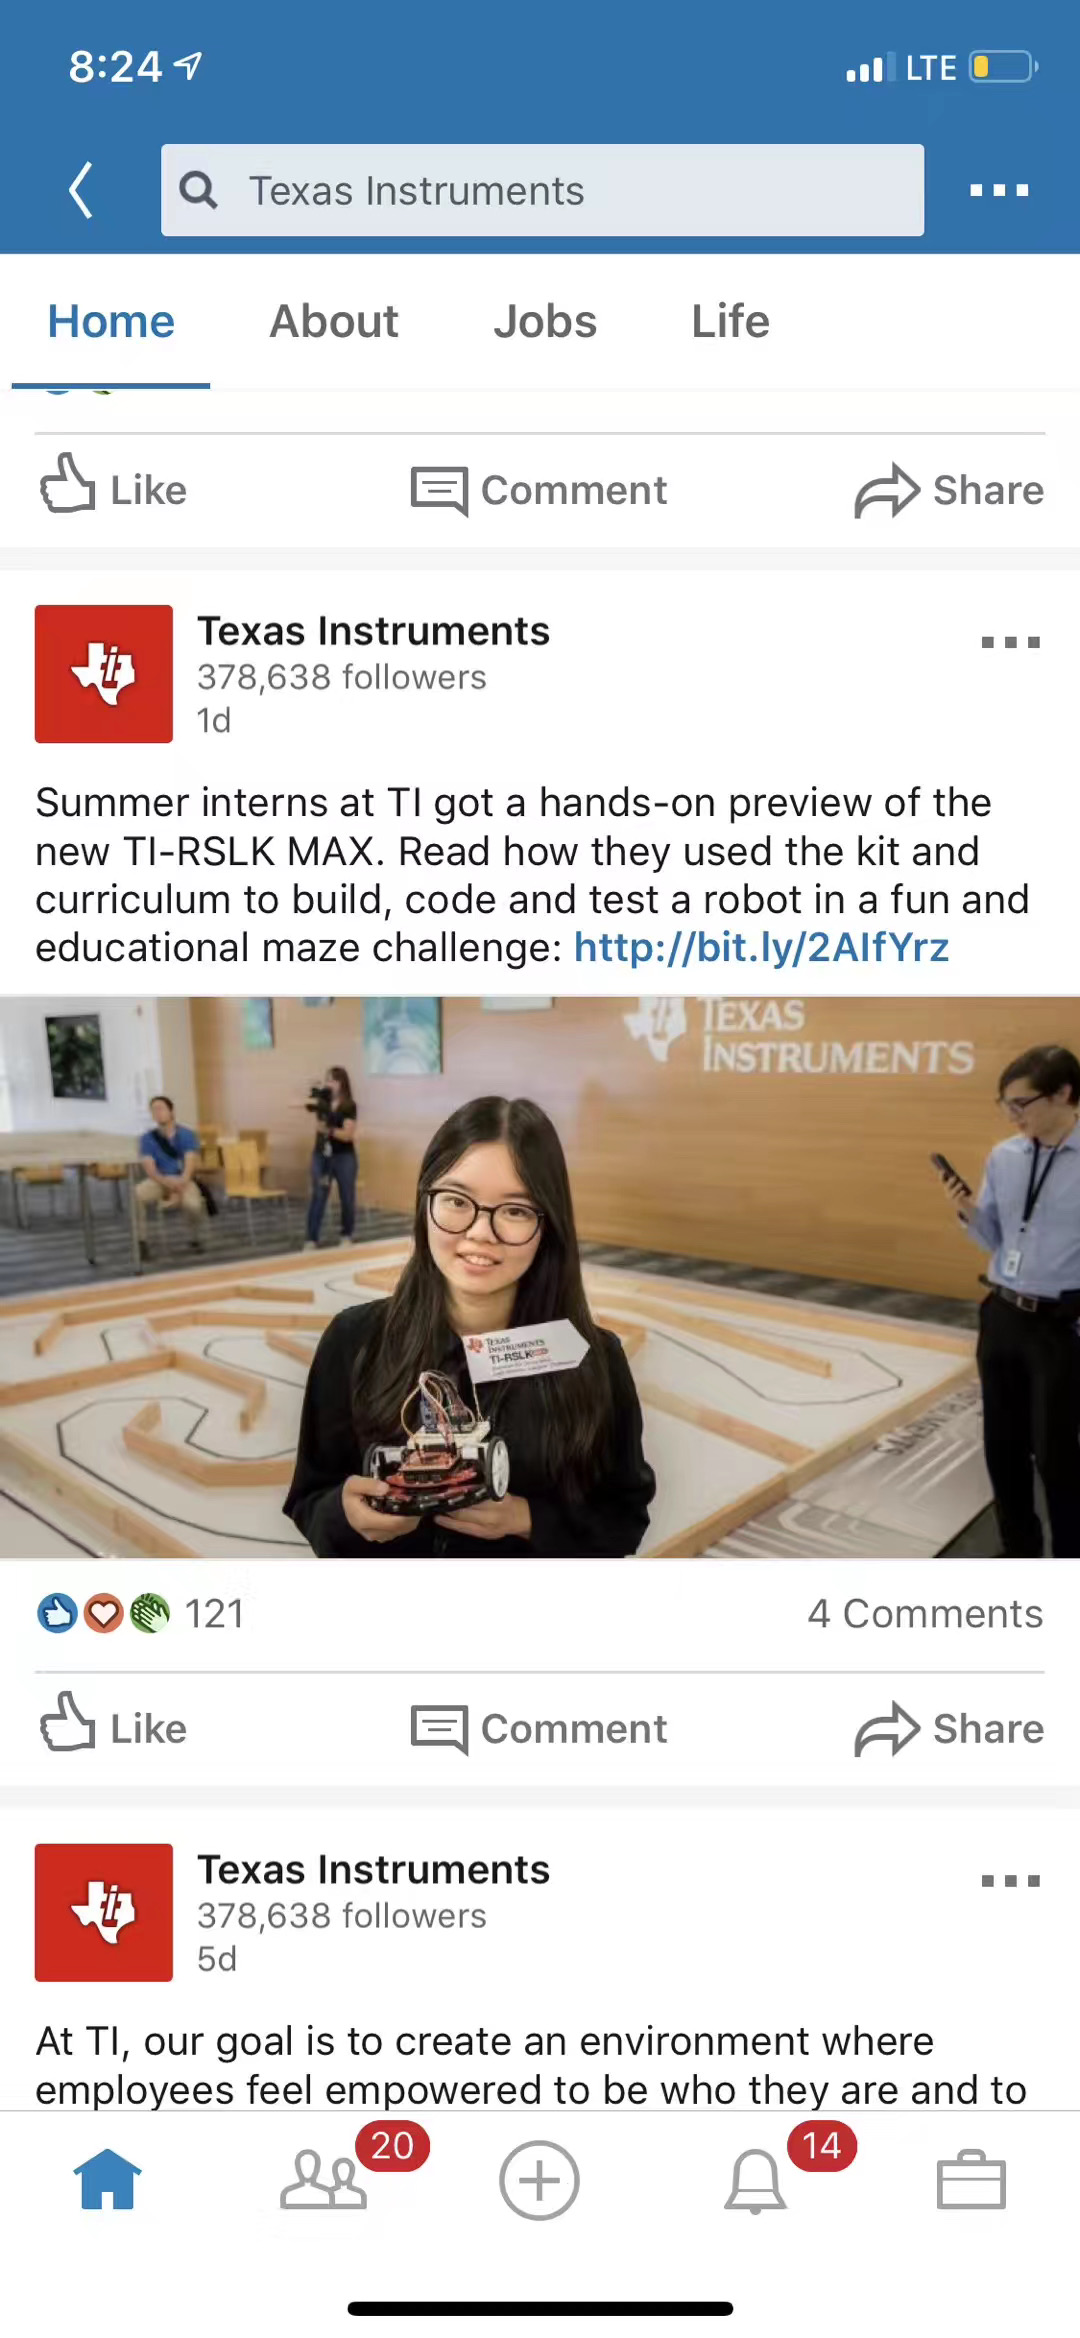 8:24
LTE
Texas Instruments
Home About Jobs Life
Like Comment Share
Texas Instruments
378,638 followers
1d
Summer interns at TI got a hands-on preview of the
new TI-RSLK MAX. Read how they used the kit and
curriculum to build, code and test a robot in a fun and
educational maze challenge: http://bit.ly/2AIfYrz
TEXAS
INSTRUMENTS
TEXAS
INSTRUMENTS
TI-RSLK
121
4 Comments
Like Comment Share
Texas Instruments
378,638 followers
5d
At TI, our goal is to create an environment where
employees feel empowered to be who they are and to
20
14